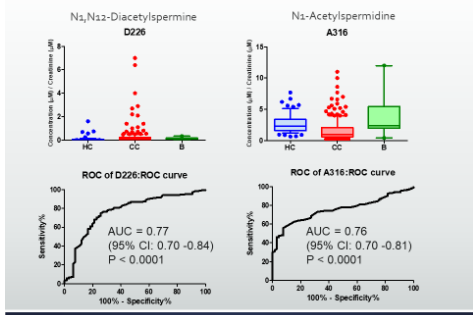 N1,N12-Diacetylspermine
D226
Concentration (µM) / Creatinine (µM)
8
6
4
2
0
HC
CC
B
N1-Acetylspermidine
A316
Concentration (µM) / Creatinine (µM)
15
10
5
0
HC
CC
B
ROC of D226:ROC curve
Sensitivity%
100
80
60
40
20
0
AUC = 0.77
(95% CI: 0.70 -0.84)
P < 0.0001
0
20
40
60
80
100
100% - Specificity%
ROC of A316:ROC curve
Sensitivity%
100
80
60
40
20
0
AUC = 0.76
(95% CI: 0.70 -0.81)
P < 0.0001
0
20
40
60
80
100
100% - Specificity%